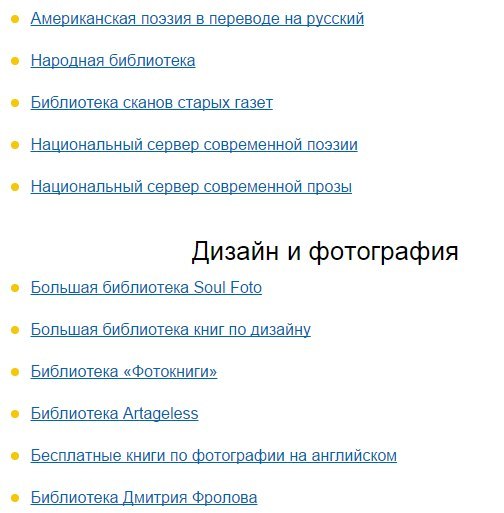 Американская поэзия в переводе на русский
Народная библиотека
Библиотека сканов старых газет
Национальный сервер современной поэзии
Национальный сервер современной прозы
Дизайн и фотография
Большая библиотека Soul Foto
Большая библиотека книг по дизайну
Библиотека «Фотокниги»
Библиотека Artageless
Бесплатные книги по фотографии на английском
Библиотека Дмитрия Фролова